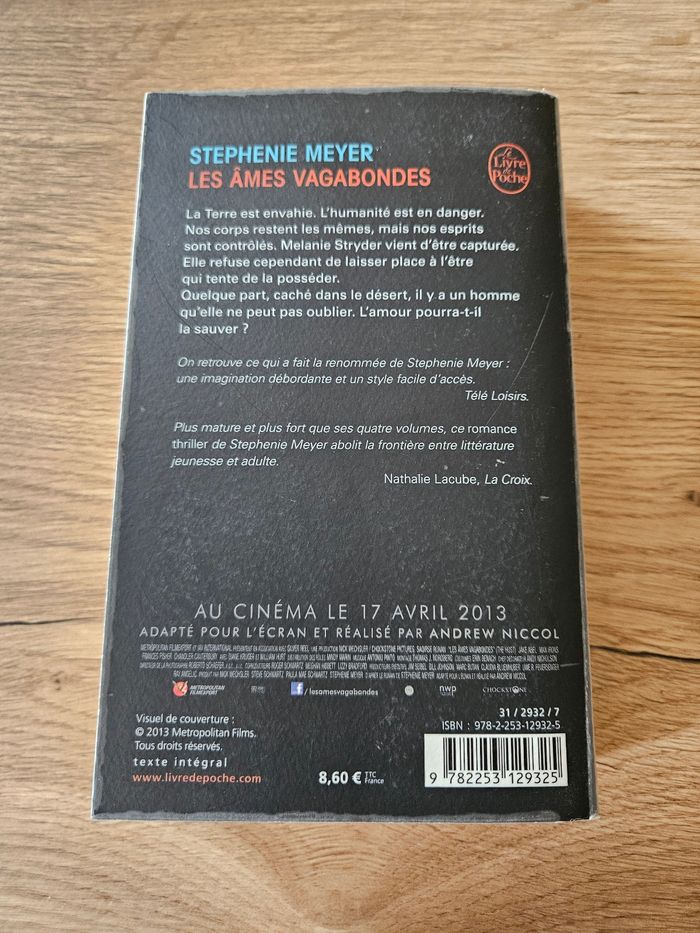 STEPHENIE MEYER
LES ÂMES VAGABONDES
Le Livre de Poche
La Terre est envahie. L'humanité est en danger.
Nos corps restent les mêmes, mais nos esprits
sont contrôlés. Melanie Stryder vient d'être capturée.
Elle refuse cependant de laisser place à l'être
qui tente de la posséder.
Quelque part, caché dans le désert, il y a un homme
qu'elle ne peut pas oublier. L'amour pourra-t-il
la sauver ?
On retrouve ce qui a fait la renommée de Stephenie Meyer :
une imagination débordante et un style facile d'accès.
Télé Loisirs.
Plus mature et plus fort que ses quatre volumes, ce romance
thriller de Stephenie Meyer abolit la frontière entre littérature
jeunesse et adulte.
Nathalie Lacube, La Croix.
AU CINÉMA LE 17 AVRIL 2013
ADAPTÉ POUR L'ÉCRAN ET RÉALISÉ PAR ANDREW NICCOL
METROPOLITAN FILMEXPORT
/lesamesvagabondes
nwp
CHOCKSTONE
Visuel de couverture :
© 2013 Metropolitan Films.
Tous droits réservés.
texte intégral
www.livredepoche.com
8,60 € TTC France
31 / 2932 / 7
ISBN : 978-2-253-12932-5
9 782253 129325